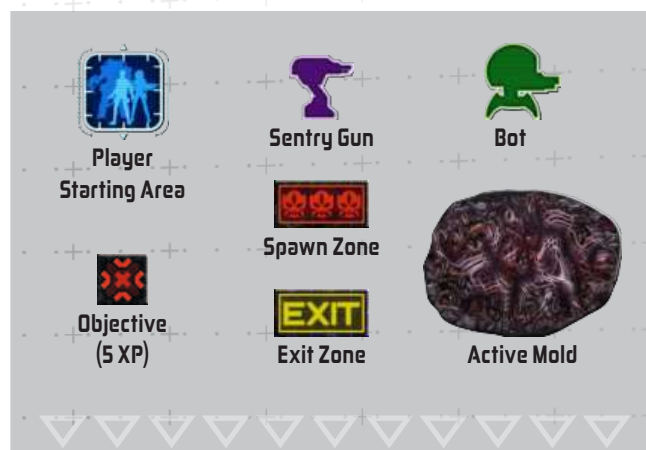 Player
Starting Area
Sentry Gun
Bot
Spawn Zone
Objective
(5 XP)
EXIT
Exit Zone
Active Mold